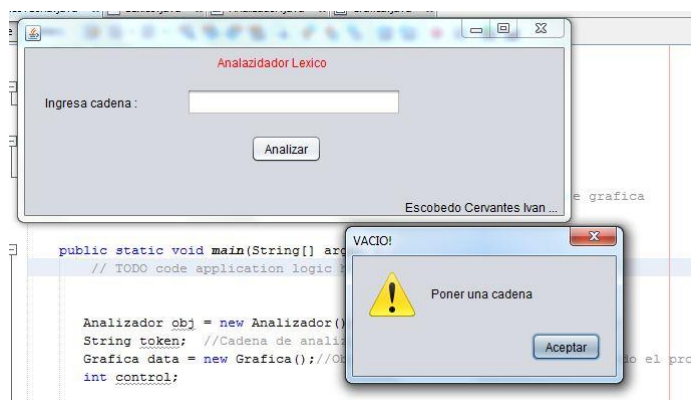 Analazidador Lexico
Ingresa cadena :
Analizar
Escobedo Cervantes Ivan ...
e grafica
VACIO!
Poner una cadena
Aceptar
public static void main(String[] arg
// TODO code application logic
Analizador obj = new Analizador()
String token; //Cadena de analiz
Grafica data = new Grafica();//Ob
do el pro
int control;